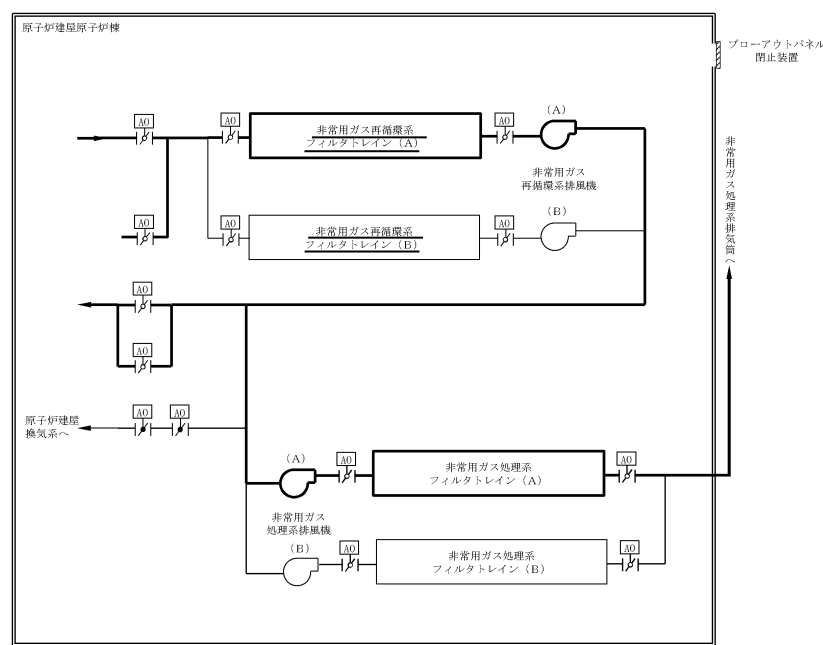 原子炉建屋原子炉棟
ブローアウトパネル
閉止装置
AO
AO
非常用ガス再循環系
フィルタトレイン（A）
AO
（A）
非常用ガス
再循環系排風機
非常用ガス処理系排気筒へ
AO
AO
非常用ガス再循環系
フィルタトレイン（B）
AO
（B）
AO
AO
原子炉建屋
換気系へ
AO
AO
（A）
AO
非常用ガス処理系
フィルタトレイン（A）
AO
非常用ガス
処理系排風機
（B）
AO
非常用ガス処理系
フィルタトレイン（B）
AO